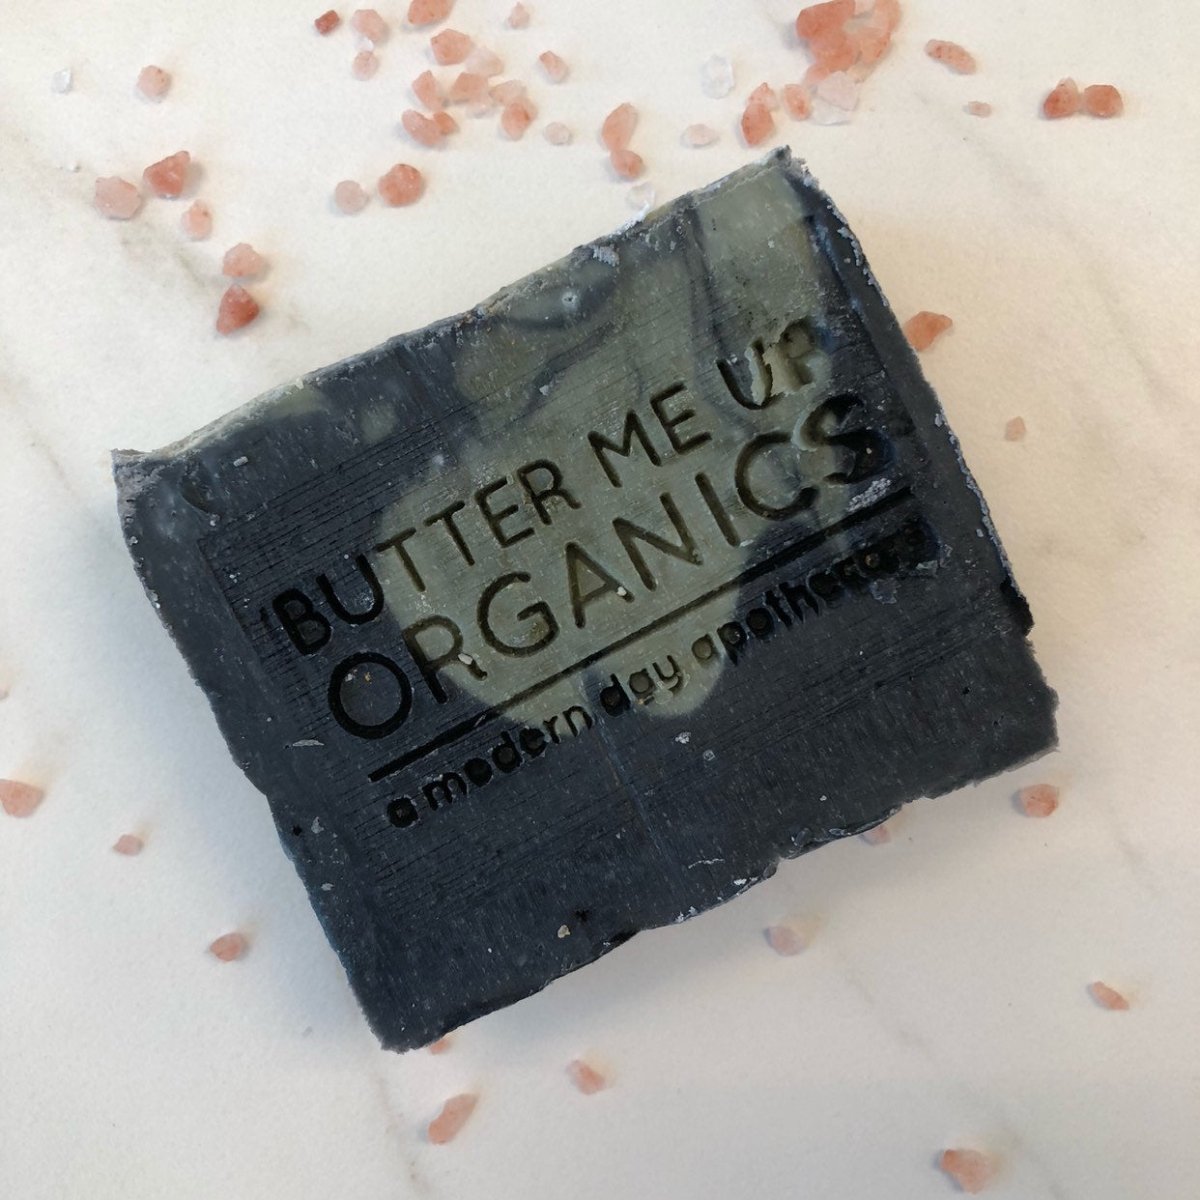 BUTTER ME UP
ORGANICS
a modern day apothecary